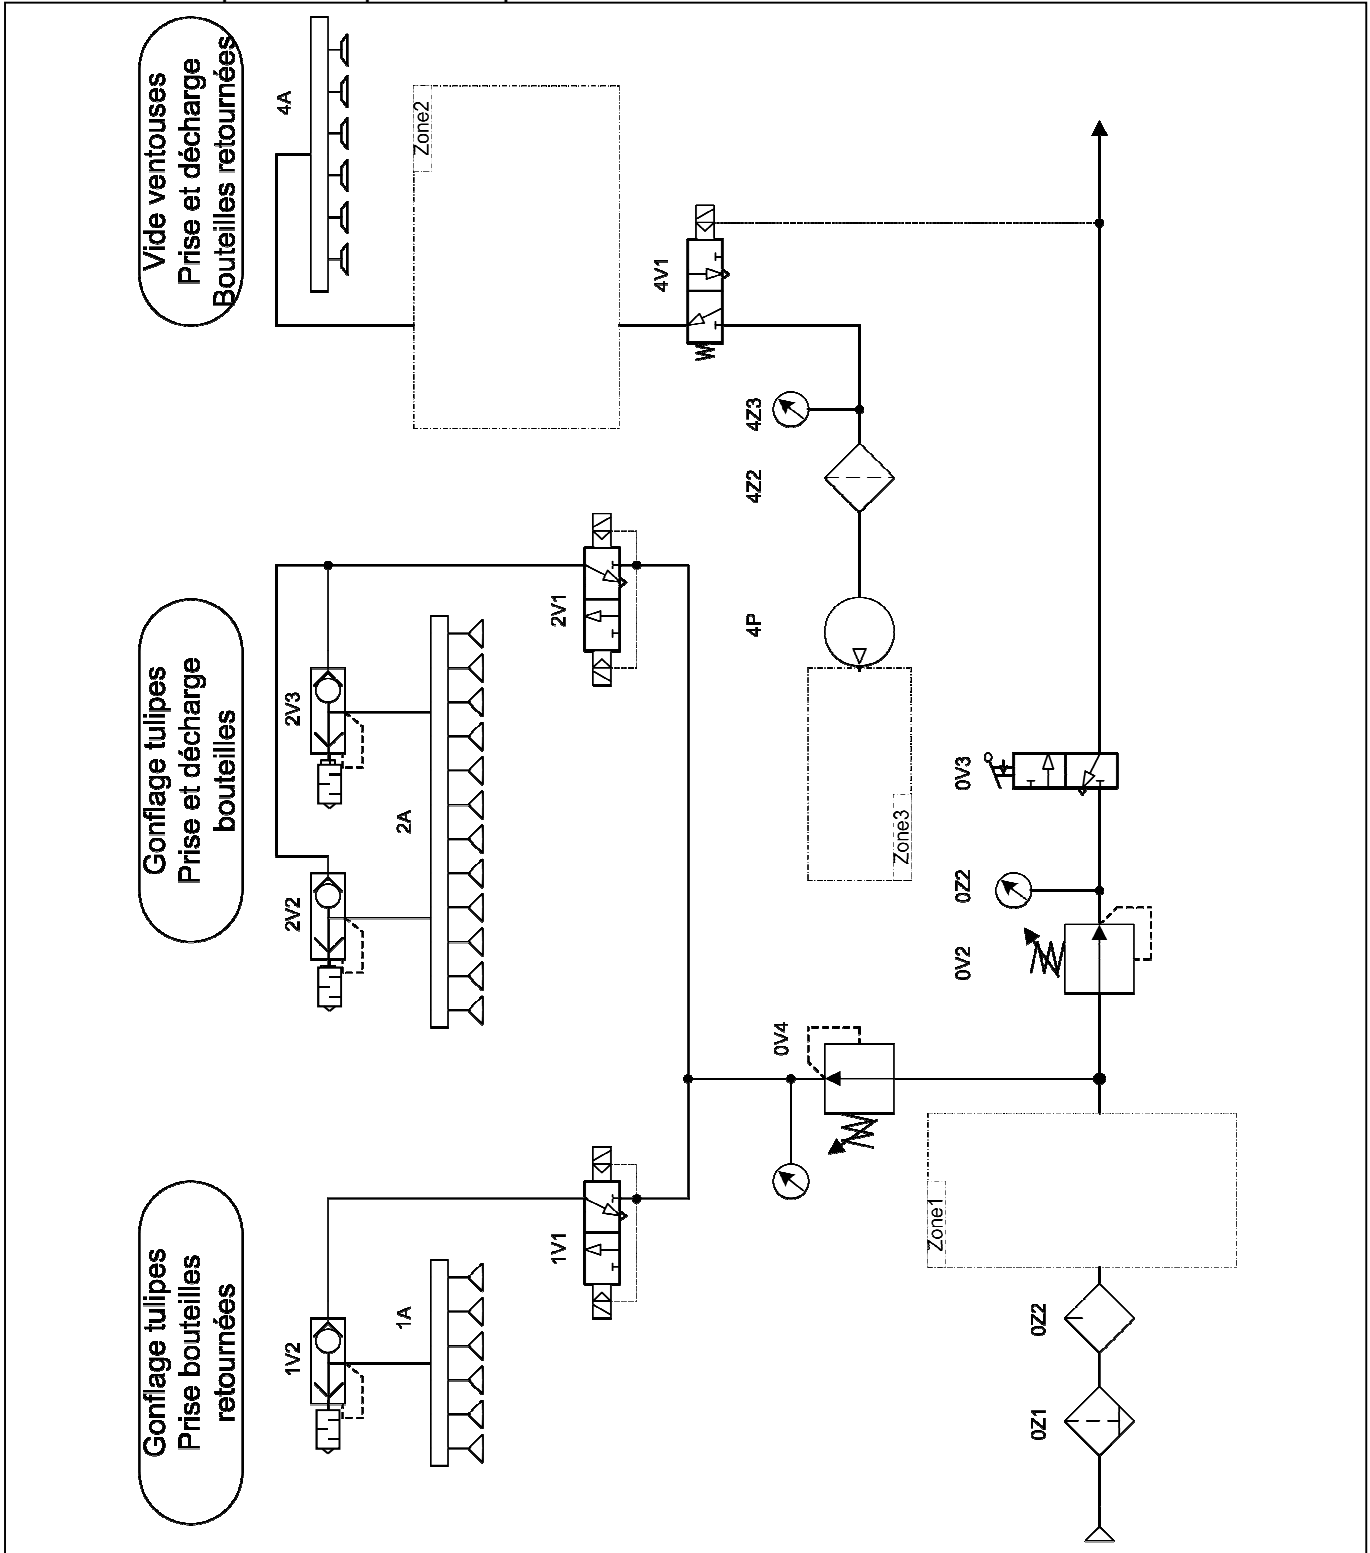 Vide ventouses
Prise et décharge
Bouteilles retournées
4A
Zone2
4V1
4Z3
4Z2
4P
Zone3
Gonflage tulipes
Prise et décharge
bouteilles
2V3
2V2
2A
2V1
0V3
0Z2
0V2
0V4
Gonflage tulipes
Prise bouteilles
retournées
1V2
1A
1V1
Zone1
0Z2
0Z1